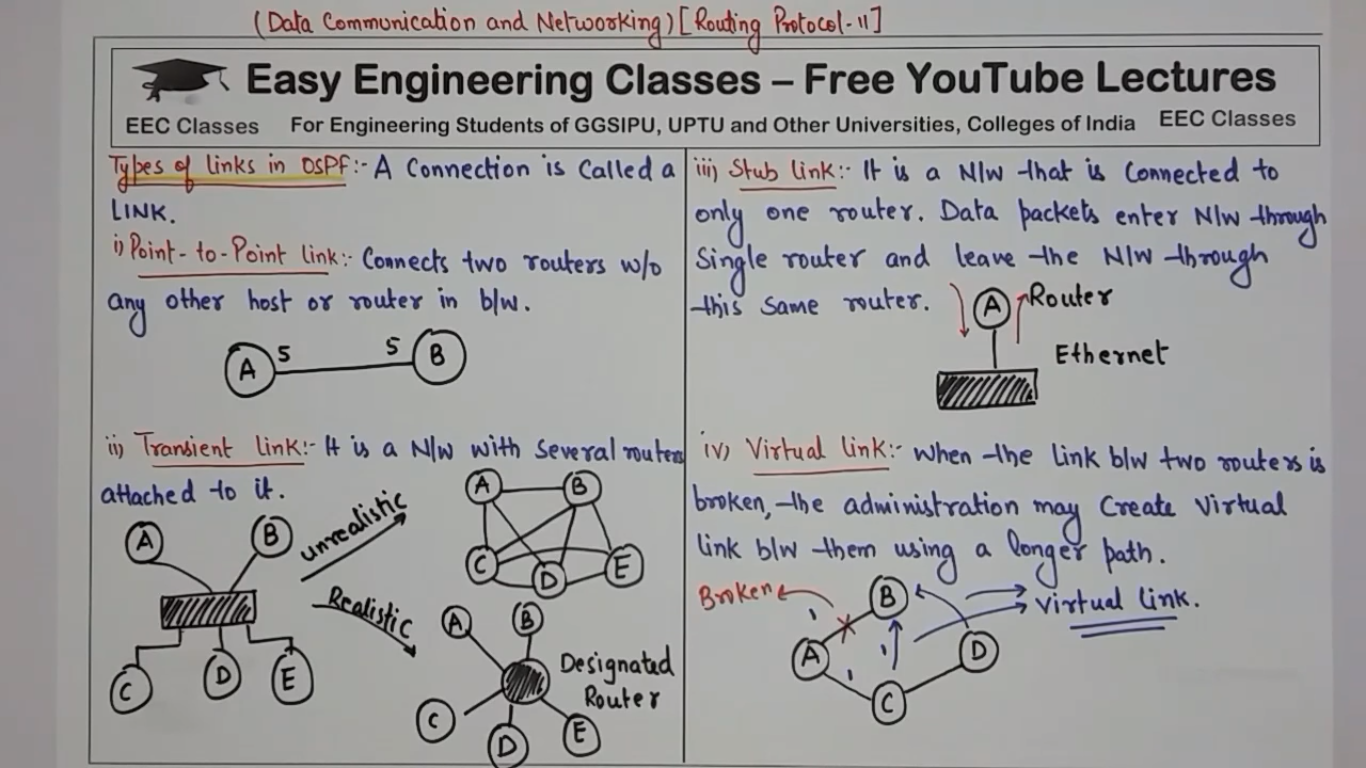 (Data Communication and Networking) [Routing Protocol-11]
Easy Engineering Classes – Free YouTube Lectures
EEC Classes For Engineering Students of GGSIPU, UPTU and Other Universities, Colleges of India EEC Classes
Types of links in OSPF:- A Connection is Called a
LINK.
i) Point-to-Point link:- Connects two routers w/o
any other host or router in b/w.
A 5 5 B
ii) Transient link:- It is a N/w with Several routers
attached to it.
A B
C D E
unrealistic
A B
C D E
Realistic
A B
Designated
Router
C D E
iii) Stub link:- It is a N/w that is Connected to
only one router. Data packets enter N/w through
Single router and leave the N/w through
this Same router.
A Router
Ethernet
iv) Virtual link:- When the link b/w two routers is
broken, the administration may Create Virtual
link b/w them using a longer path.
Broken B
Virtual link.
A D
C